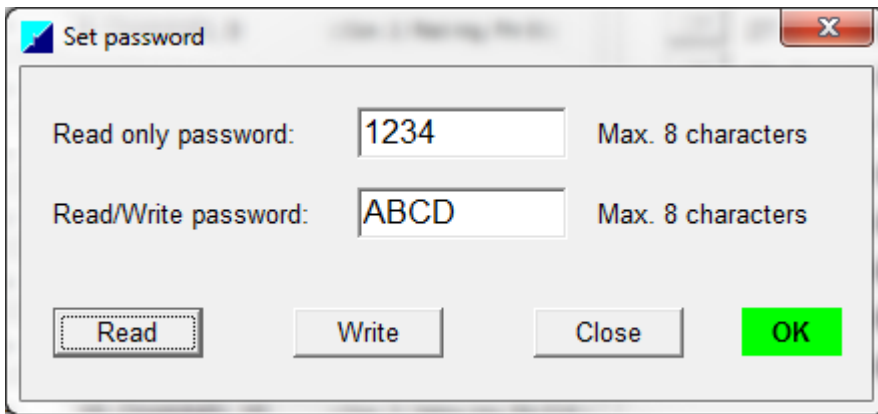 Set password
Read only password: 1234 Max. 8 characters
Read/Write password: ABCD Max. 8 characters
Read Write Close OK